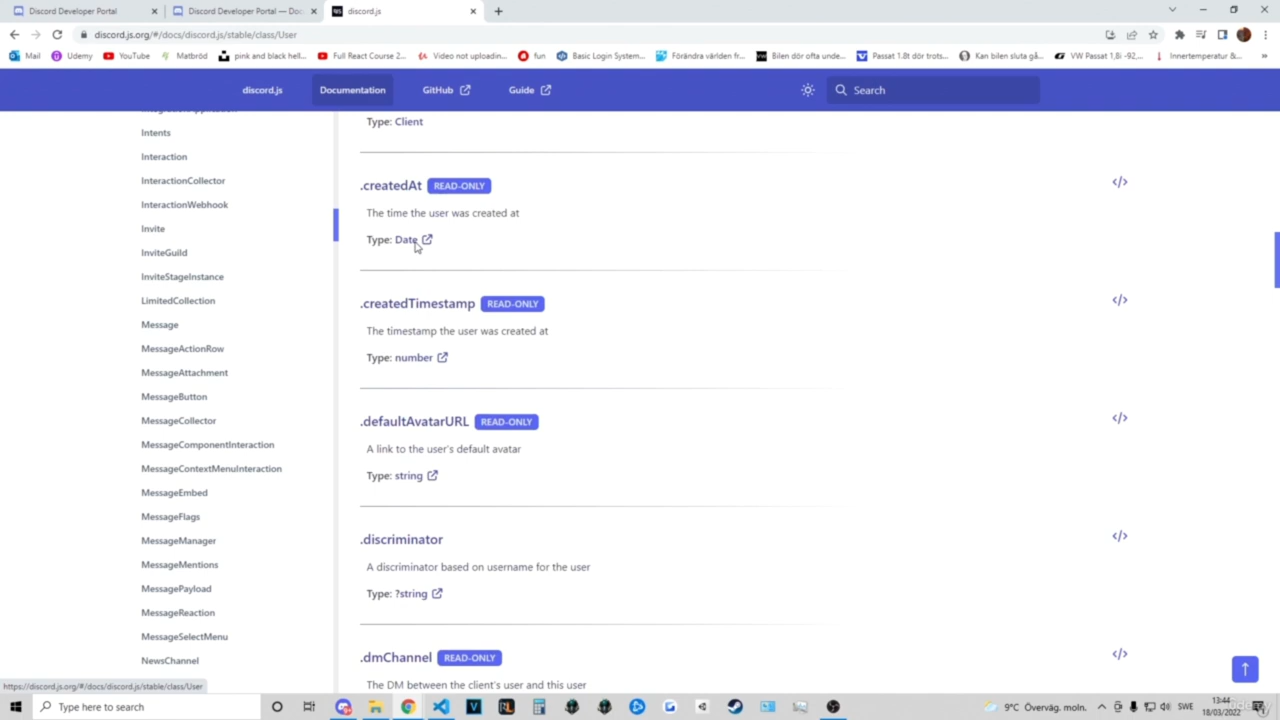 Discord Developer Portal
Discord Developer Portal — Doc
discord.js
discord.js.org/#/docs/discord.js/stable/class/User
Mail
Udemy
YouTube
Matbröd
pink and black hell...
Full React Course 2...
Video not uploadin...
fun
Basic Login System...
Förändra världen fr...
Bilen dör ofta unde...
Passat 1.8t dör trots...
Kan bilen sluta gå...
VW Passat 1,8i -92,...
Innertemperatur &...
discord.js
Documentation
GitHub
Guide
Search
IntegrationApplication
Intents
Interaction
InteractionCollector
InteractionWebhook
Invite
InviteGuild
InviteStageInstance
LimitedCollection
Message
MessageActionRow
MessageAttachment
MessageButton
MessageCollector
MessageComponentInteraction
MessageContextMenuInteraction
MessageEmbed
MessageFlags
MessageManager
MessageMentions
MessagePayload
MessageReaction
MessageSelectMenu
NewsChannel
Type: Client
.createdAt READ-ONLY </>
The time the user was created at
Type: Date
.createdTimestamp READ-ONLY </>
The timestamp the user was created at
Type: number
.defaultAvatarURL READ-ONLY </>
A link to the user's default avatar
Type: string
.discriminator </>
A discriminator based on username for the user
Type: ?string
.dmChannel READ-ONLY </>
The DM between the client's user and this user
https://discord.js.org/#/docs/discord.js/stable/class/User
Type here to search
9°C Överväg. moln.
SWE
13:44
18/03/2022